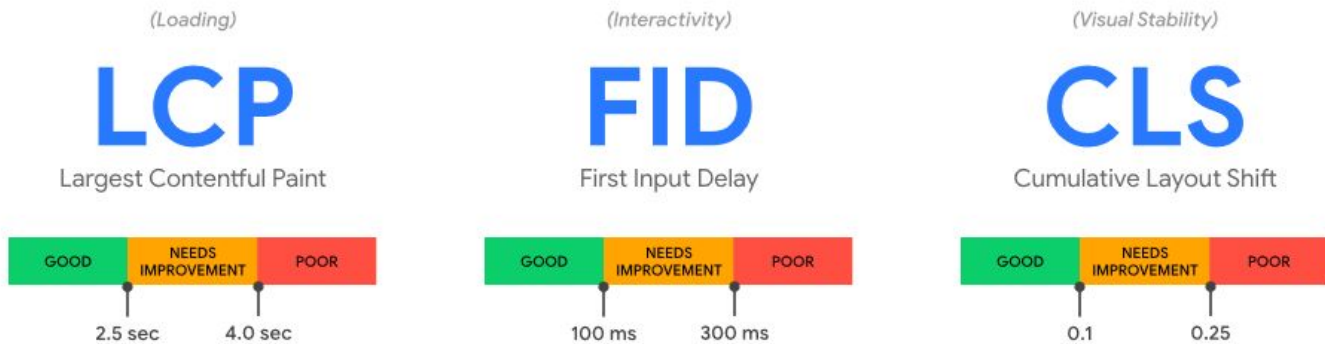 (Loading)
LCP
Largest Contentful Paint
GOOD
NEEDS
IMPROVEMENT
POOR
2.5 sec
4.0 sec
(Interactivity)
FID
First Input Delay
GOOD
NEEDS
IMPROVEMENT
POOR
100 ms
300 ms
(Visual Stability)
CLS
Cumulative Layout Shift
GOOD
NEEDS
IMPROVEMENT
POOR
0.1
0.25